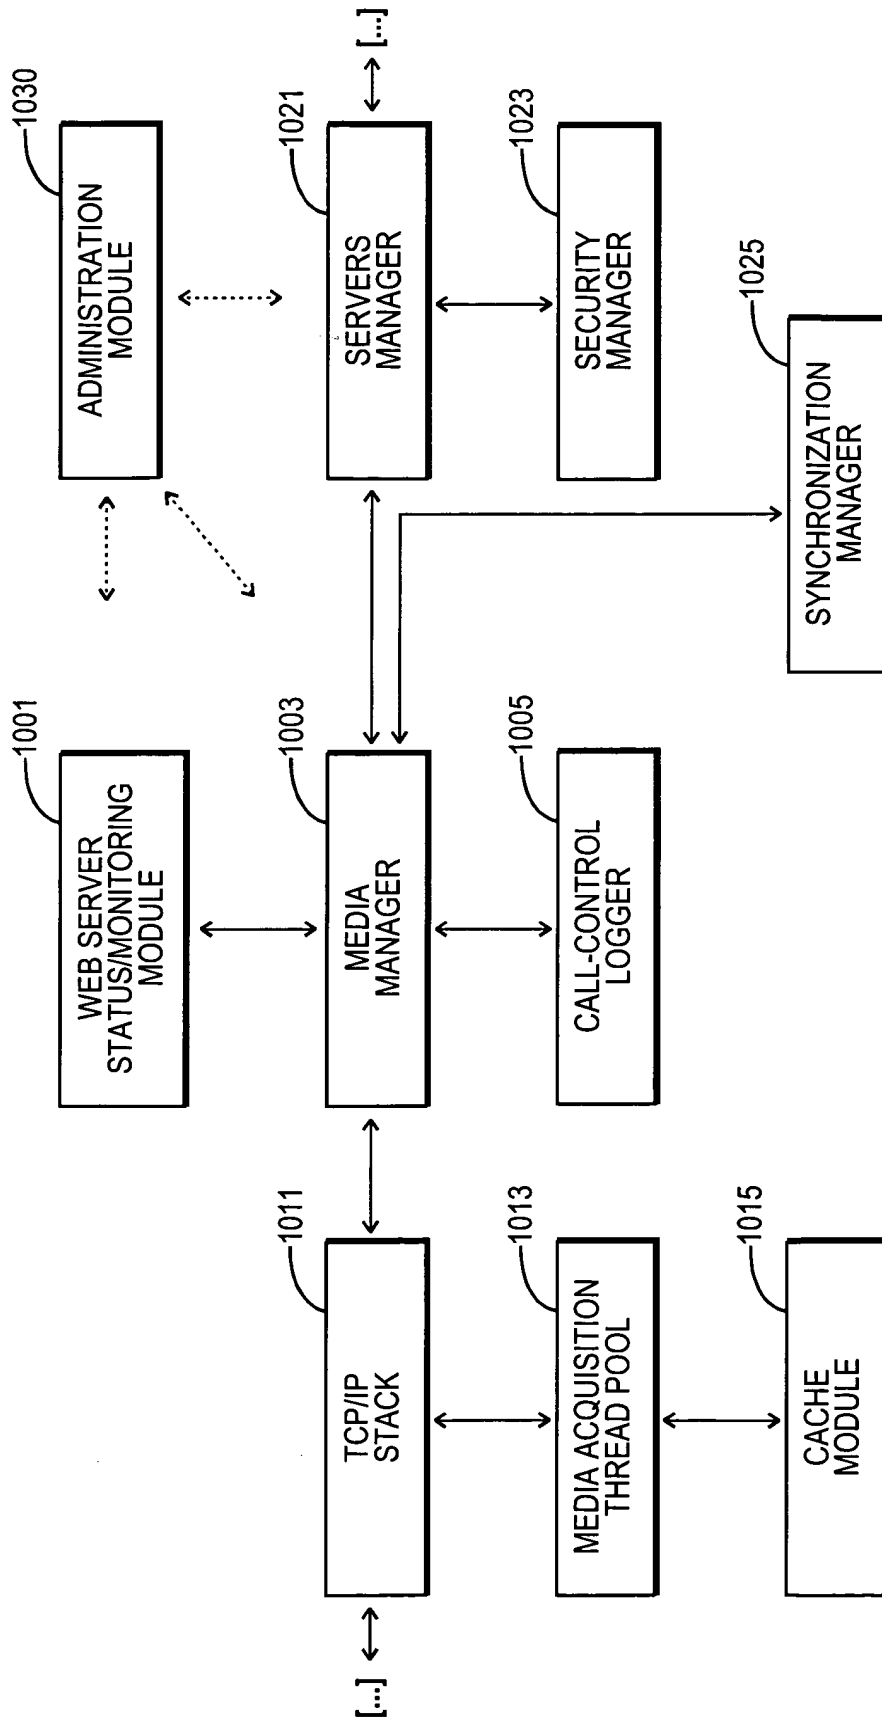 WEB SERVER
STATUS/MONITORING
MODULE
1001
ADMINISTRATION
MODULE
1030
[...]
TCP/IP
STACK
1011
MEDIA
MANAGER
1003
SERVERS
MANAGER
1021
[...]
MEDIA ACQUISITION
THREAD POOL
1013
CALL-CONTROL
LOGGER
1005
SECURITY
MANAGER
1023
CACHE
MODULE
1015
SYNCHRONIZATION
MANAGER
1025